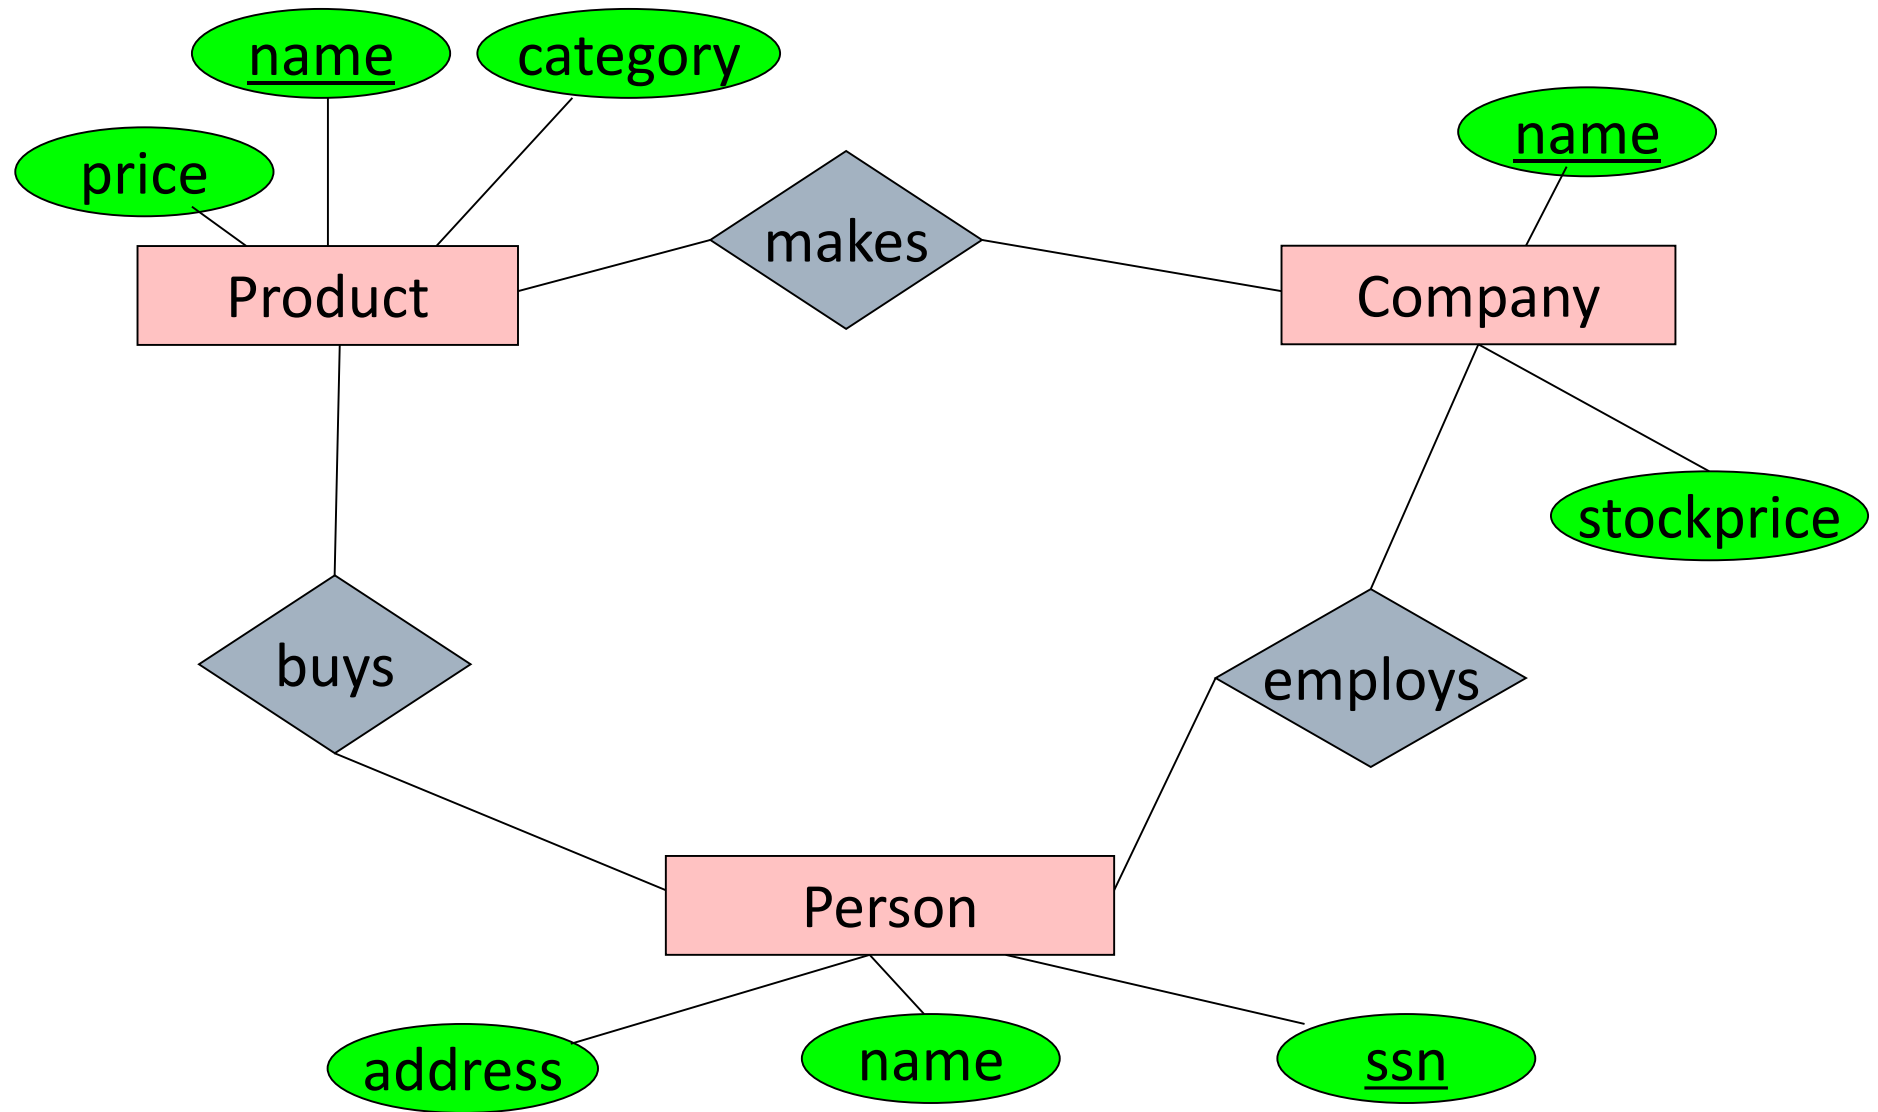 name
category
name
price
makes
Product
Company
stockprice
buys
employs
Person
address
name
ssn